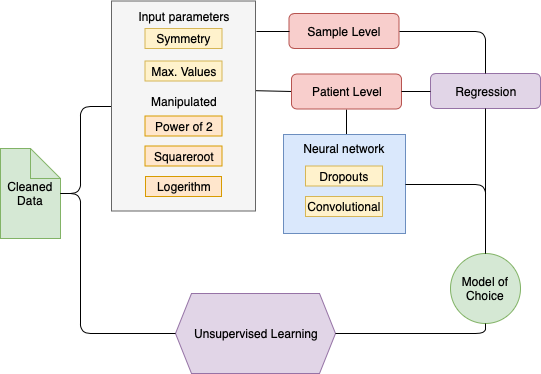 Input parameters
Symmetry
Max. Values
Manipulated
Power of 2
Squareroot
Logerithm
Sample Level
Patient Level
Regression
Neural network
Dropouts
Convolutional
Cleaned
Data
Model of
Choice
Unsupervised Learning